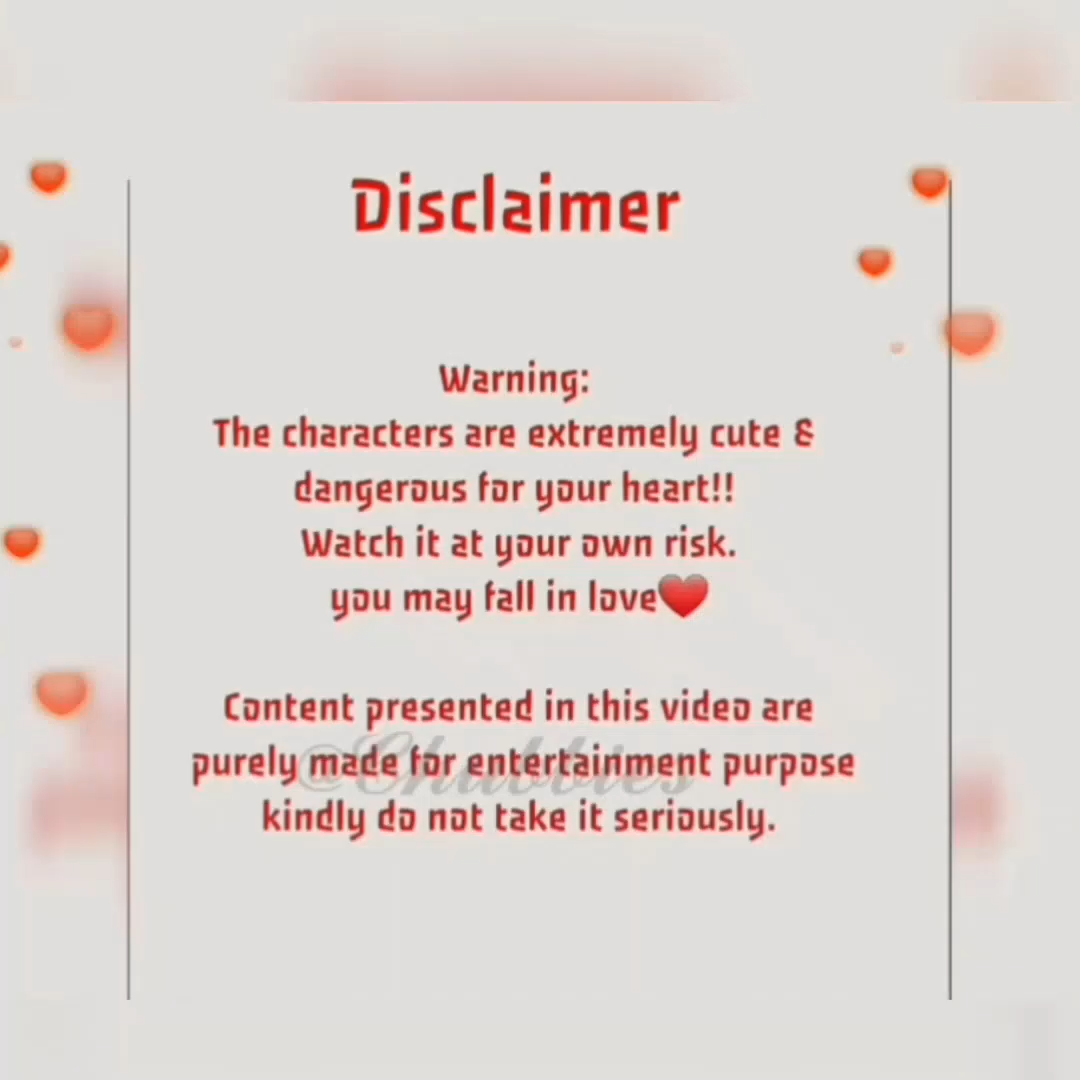 Disclaimer
Warning:
The characters are extremely cute &
dangerous for your heart!!
Watch it at your own risk.
you may fall in love❤️
Content presented in this video are
purely made for entertainment purpose
@Chubbies
kindly do not take it seriously.